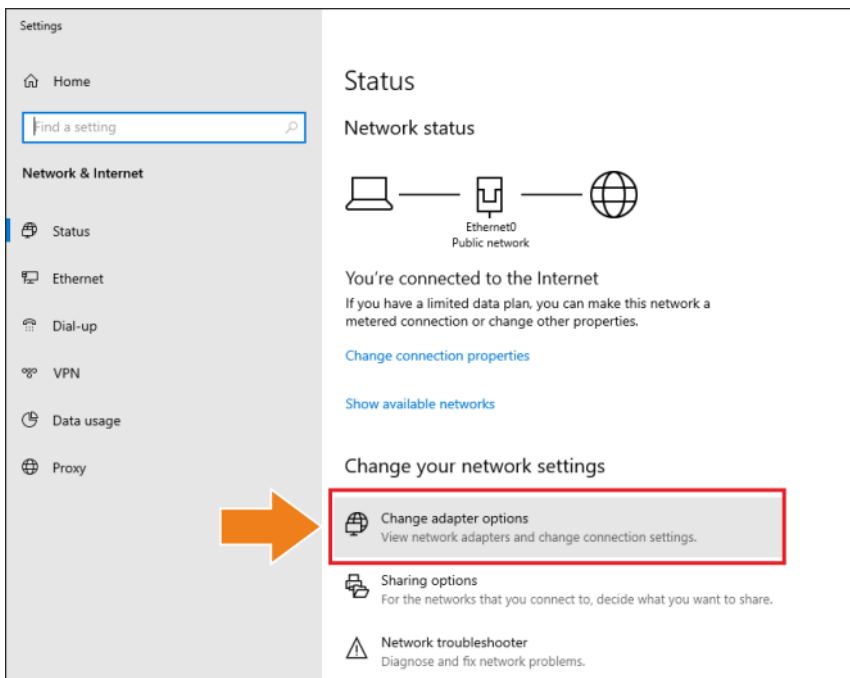 Settings
Home
Find a setting
Network & Internet
Status
Ethernet
Dial-up
VPN
Data usage
Proxy
Status
Network status
Ethernet0
Public network
You're connected to the Internet
If you have a limited data plan, you can make this network a
metered connection or change other properties.
Change connection properties
Show available networks
Change your network settings
Change adapter options
View network adapters and change connection settings.
Sharing options
For the networks that you connect to, decide what you want to share.
Network troubleshooter
Diagnose and fix network problems.